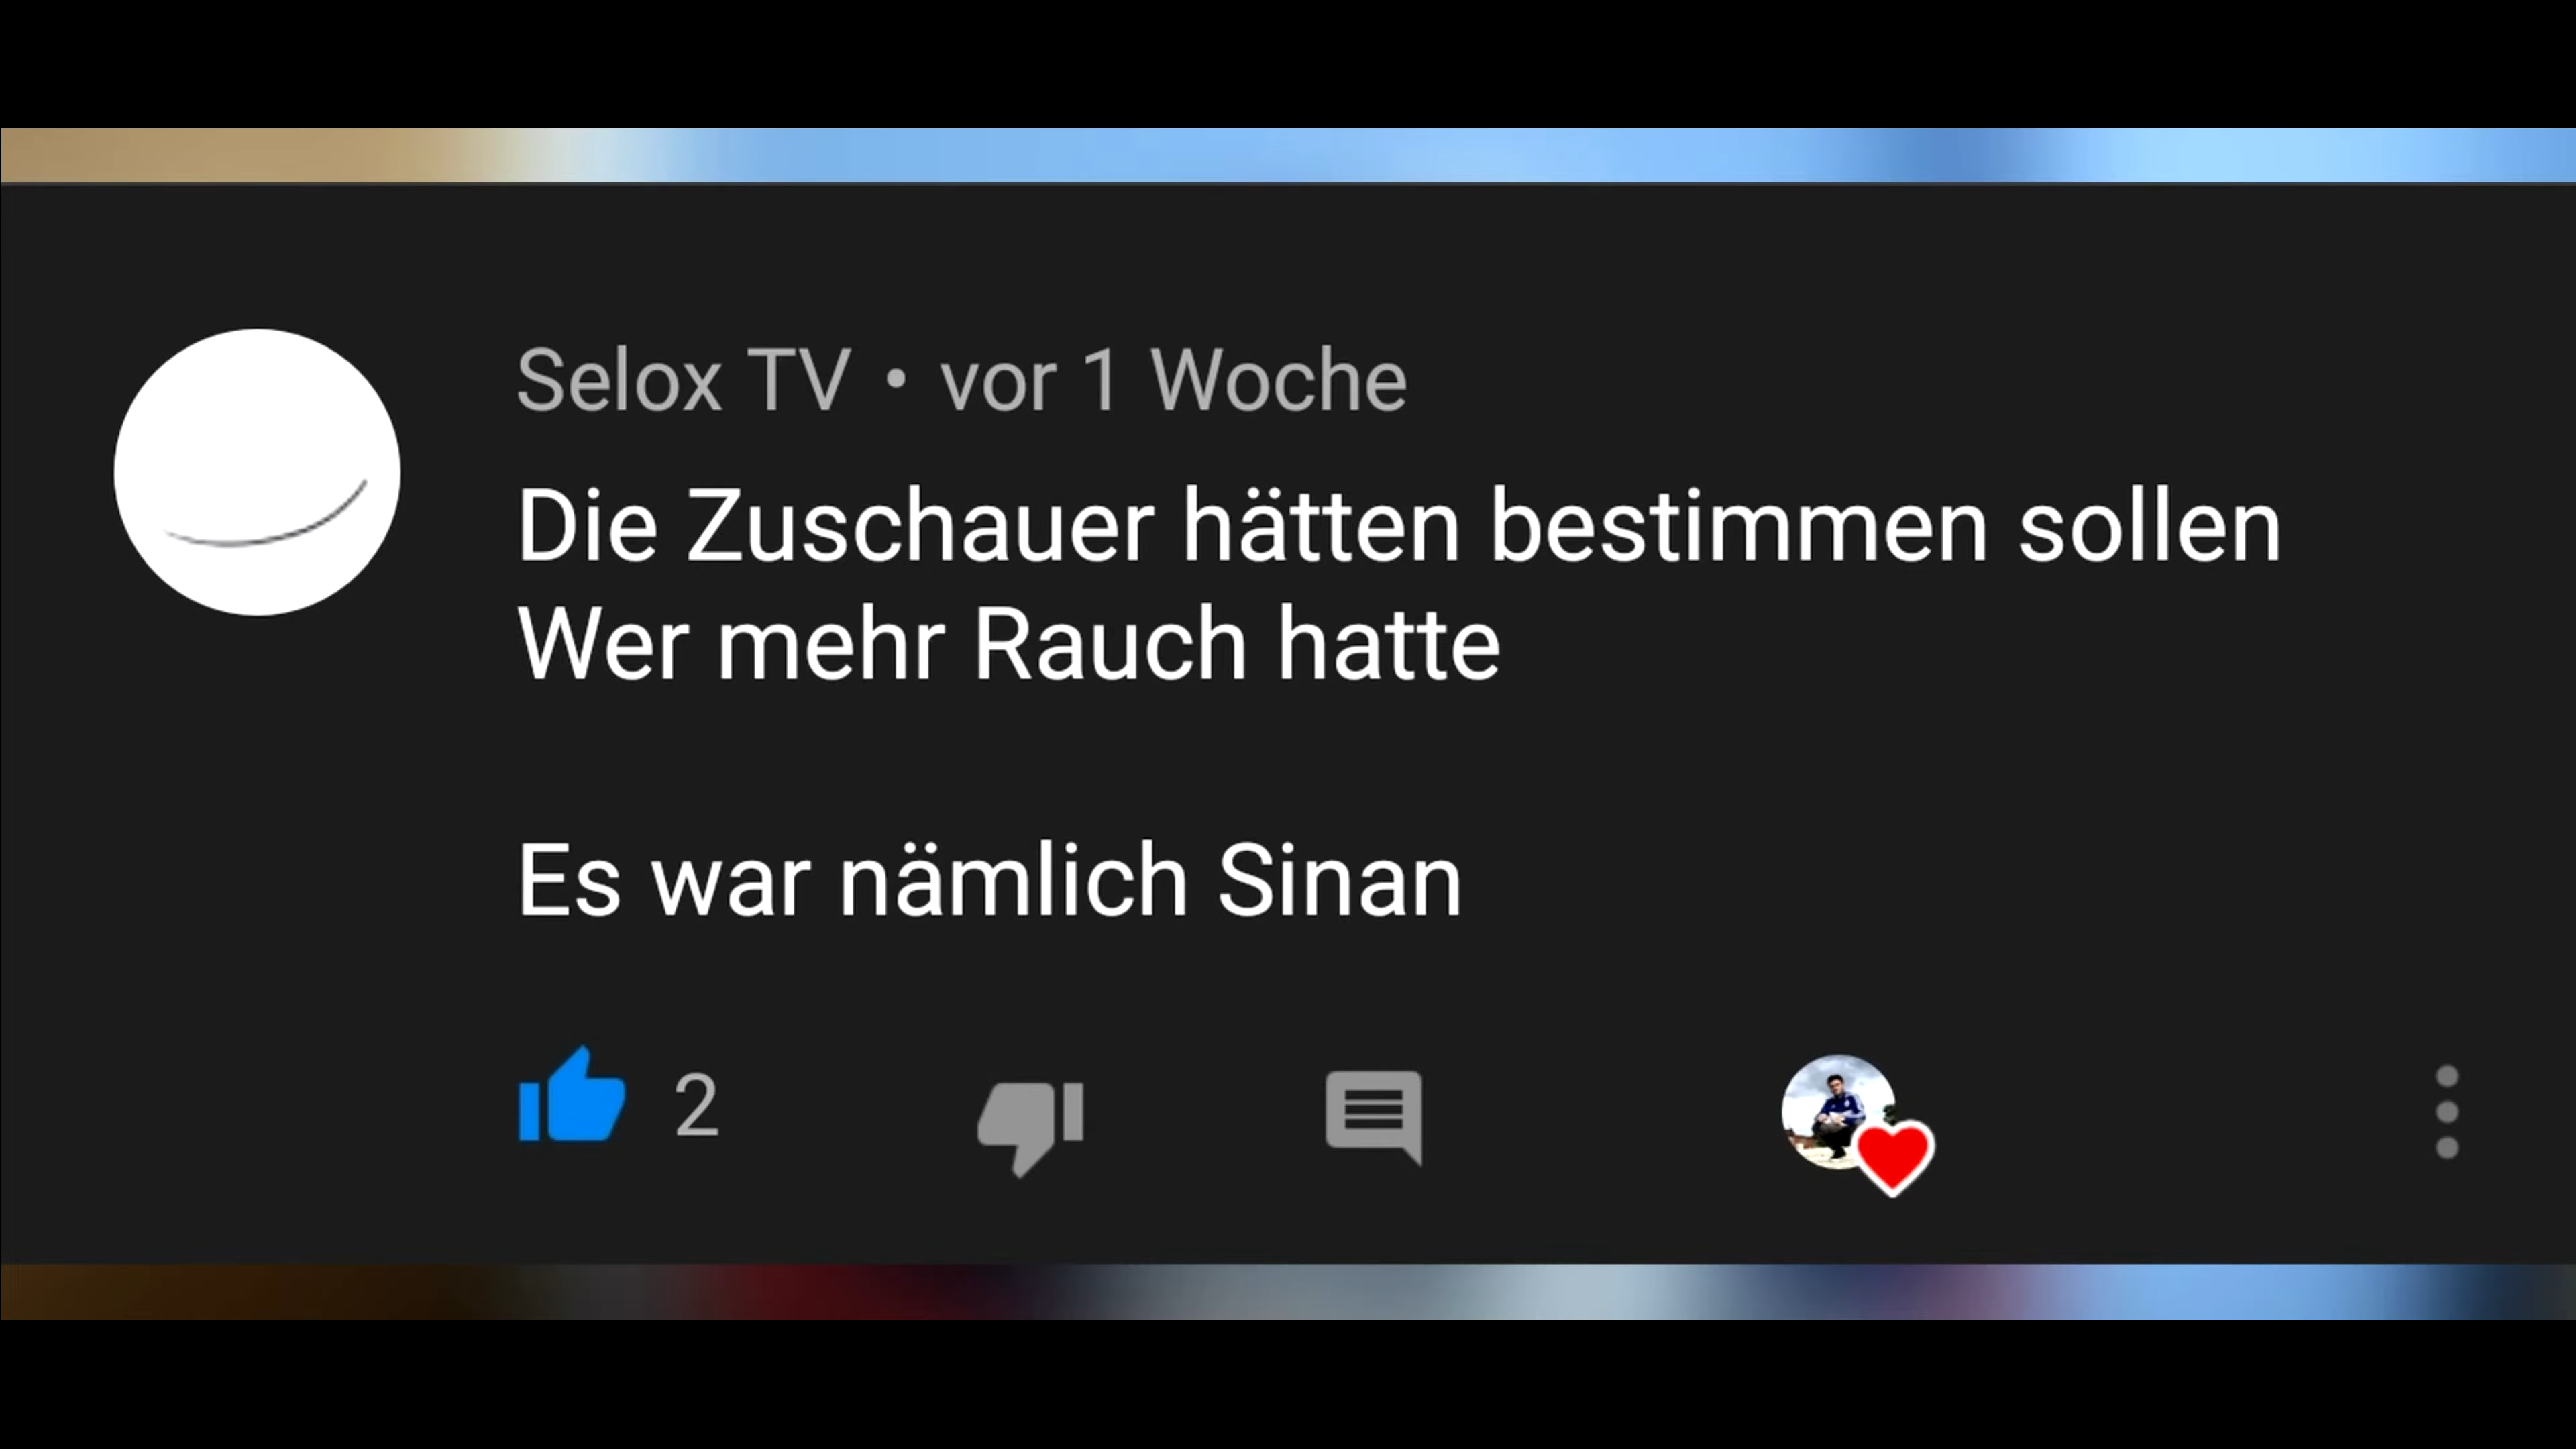 Selox TV • vor 1 Woche
Die Zuschauer hätten bestimmen sollen
Wer mehr Rauch hatte
Es war nämlich Sinan
2